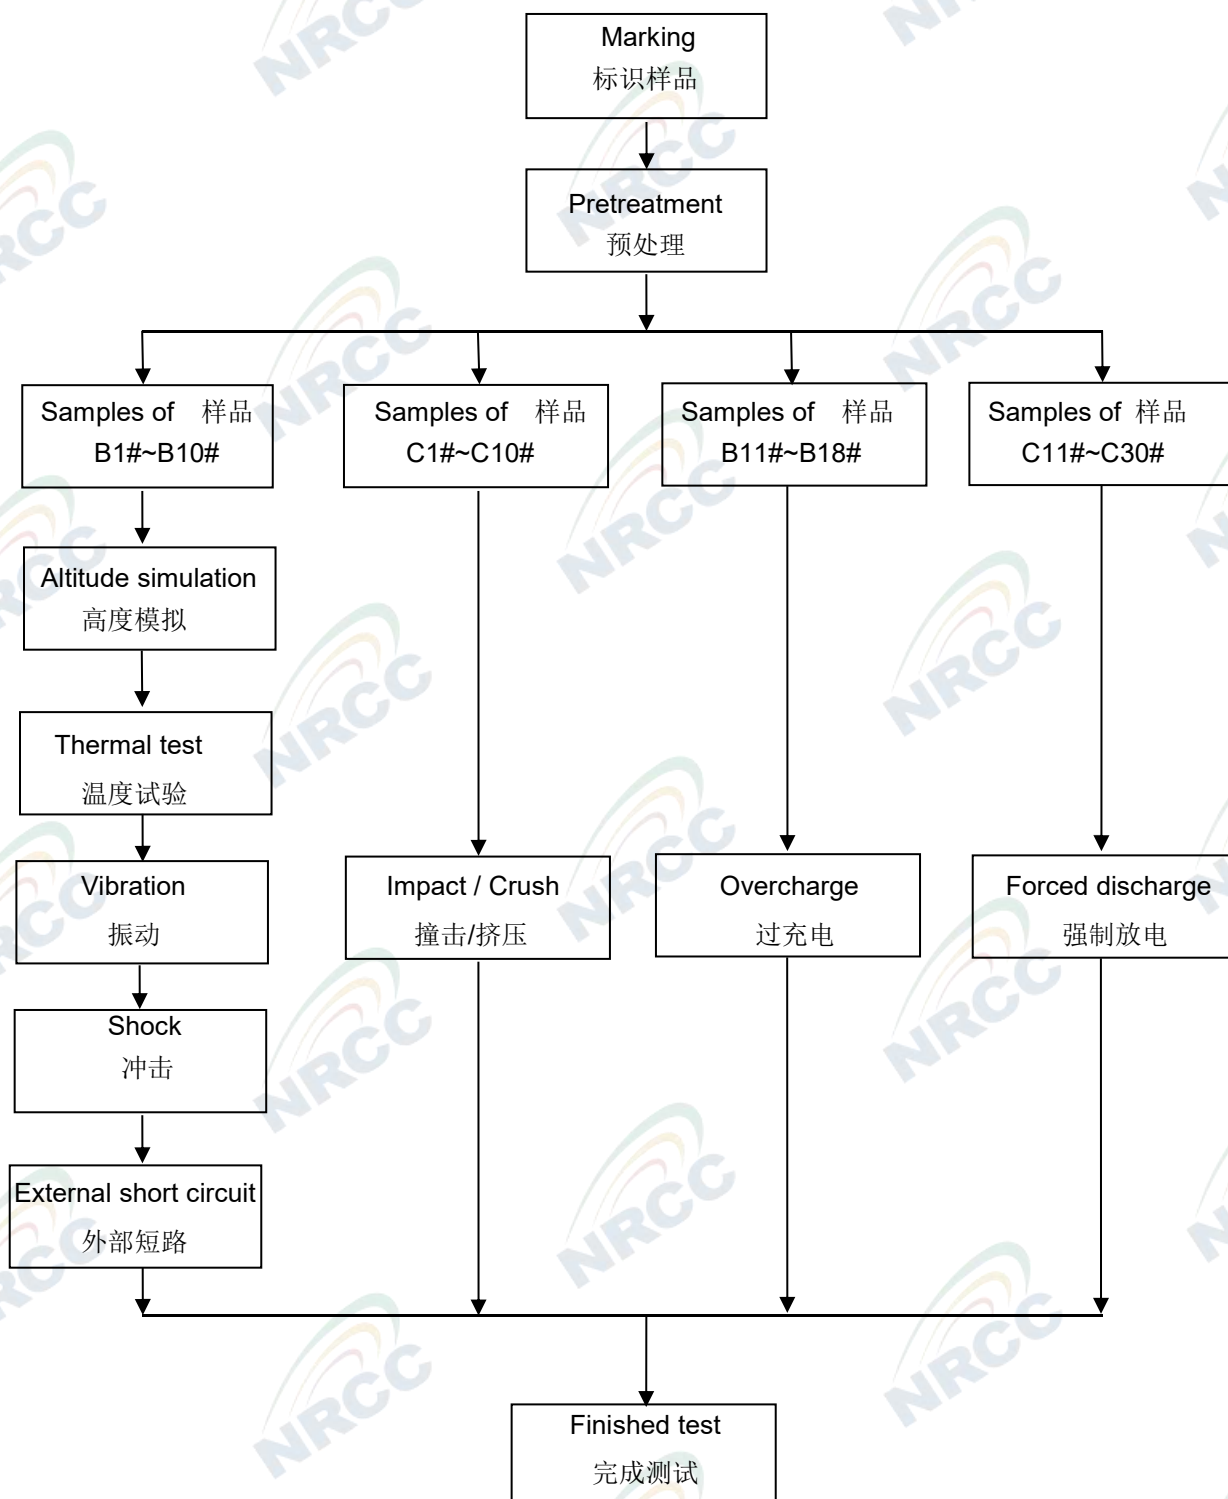 Marking
标识样品
Pretreatment
预处理
Samples of 样品
B1#~B10#
Samples of 样品
C1#~C10#
Samples of 样品
B11#~B18#
Samples of 样品
C11#~C30#
Altitude simulation
高度模拟
Thermal test
温度试验
Vibration
振动
Impact / Crush
撞击/挤压
Overcharge
过充电
Forced discharge
强制放电
Shock
冲击
External short circuit
外部短路
Finished test
完成测试
NRCC